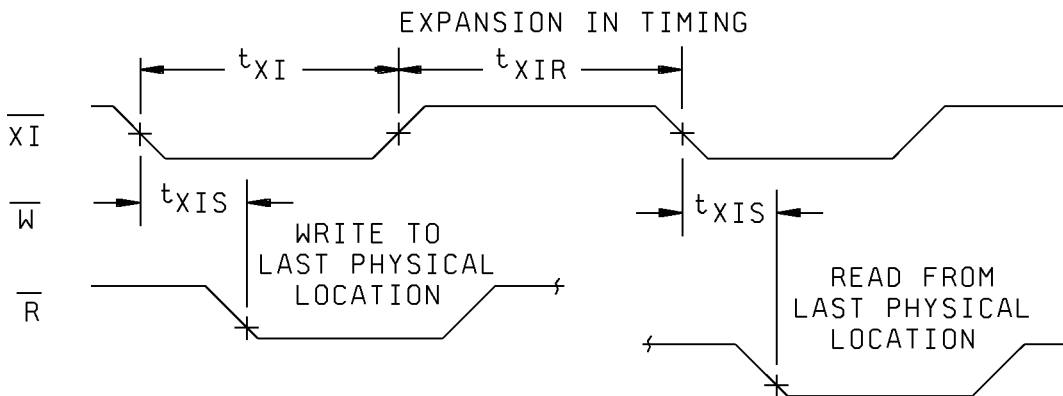 EXPANSION IN TIMING
tXI
tXIR
XI
tXIS
tXIS
W
WRITE TO
LAST PHYSICAL
LOCATION
READ FROM
LAST PHYSICAL
LOCATION
R